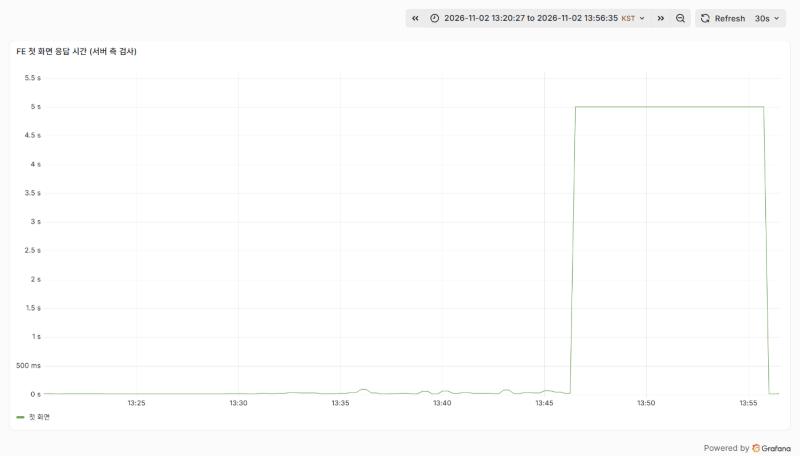 2026-11-02 13:20:27 to 2026-11-02 13:56:35 KST
Refresh 30s
FE 첫 화면 응답 시간 (서버 측 검사)
5.5 s
5 s
4.5 s
4 s
3.5 s
3 s
2.5 s
2 s
1.5 s
1 s
500 ms
0 s
13:25 13:30 13:35 13:40 13:45 13:50 13:55
첫 화면
Powered by Grafana